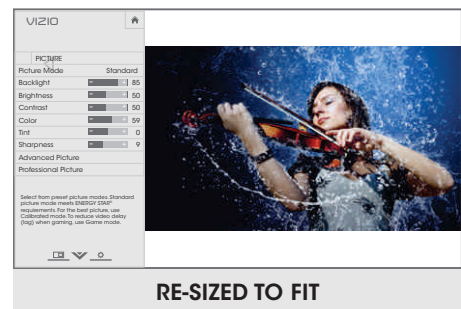 VIZIO
PICTURE
Picture Mode Standard
Backlight 85
Brightness 50
Contrast 50
Color 59
Tint 0
Sharpness 9
Advanced Picture
Professional Picture
Select from preset picture modes. Standard
picture mode meets ENERGY STAR®
requirements. For the best picture, use
Calibrated mode. To reduce video delay
(lag) when gaming, use Game mode.
RE-SIZED TO FIT